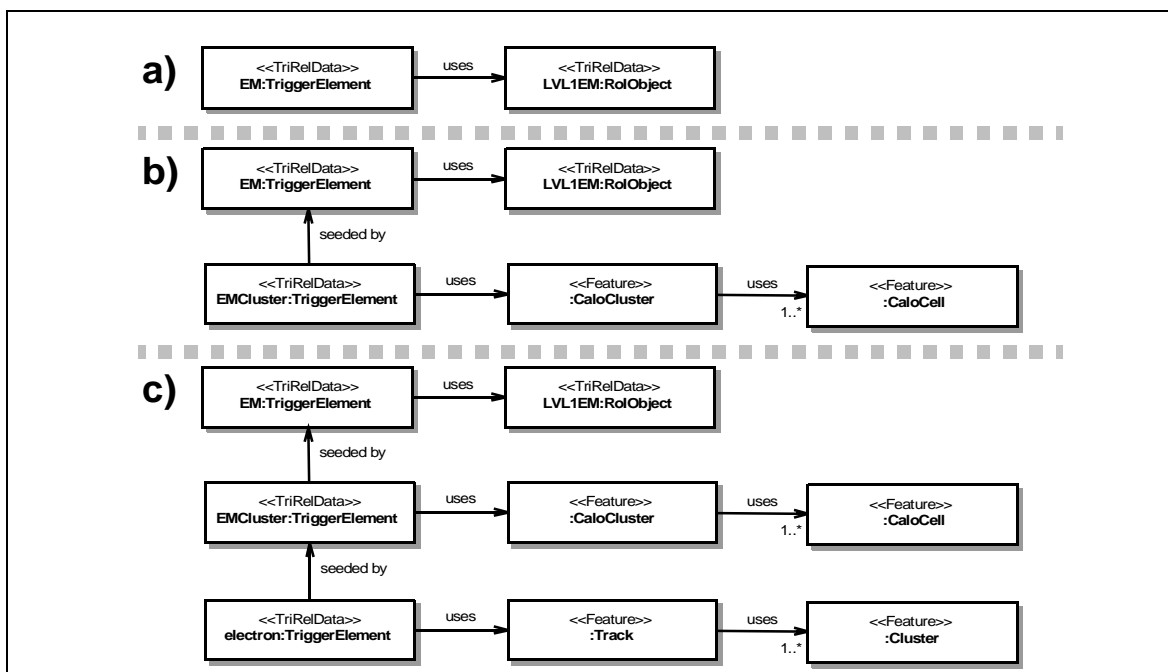 a)
<<TriRelData>>
EM:TriggerElement
uses
<<TriRelData>>
LVL1EM:RoIObject
b)
<<TriRelData>>
EM:TriggerElement
uses
<<TriRelData>>
LVL1EM:RoIObject
seeded by
<<TriRelData>>
EMCluster:TriggerElement
uses
<<Feature>>
:CaloCluster
uses
1..*
<<Feature>>
:CaloCell
c)
<<TriRelData>>
EM:TriggerElement
uses
<<TriRelData>>
LVL1EM:RoIObject
seeded by
<<TriRelData>>
EMCluster:TriggerElement
uses
<<Feature>>
:CaloCluster
uses
1..*
<<Feature>>
:CaloCell
seeded by
<<TriRelData>>
electron:TriggerElement
uses
<<Feature>>
:Track
uses
1..*
<<Feature>>
:Cluster